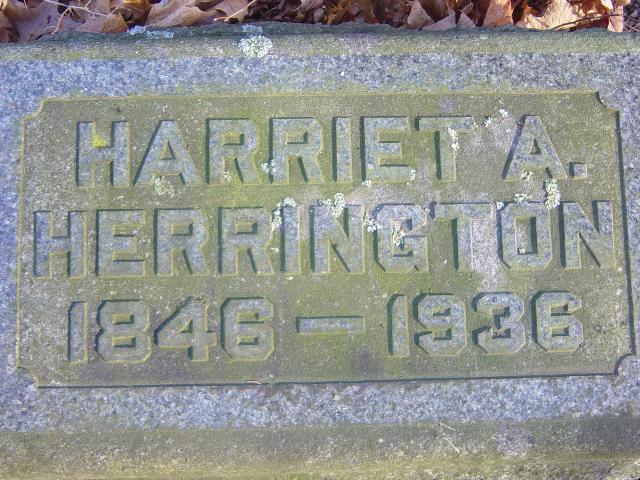 HARRIET A.
HERRINGTON
1846 — 1936